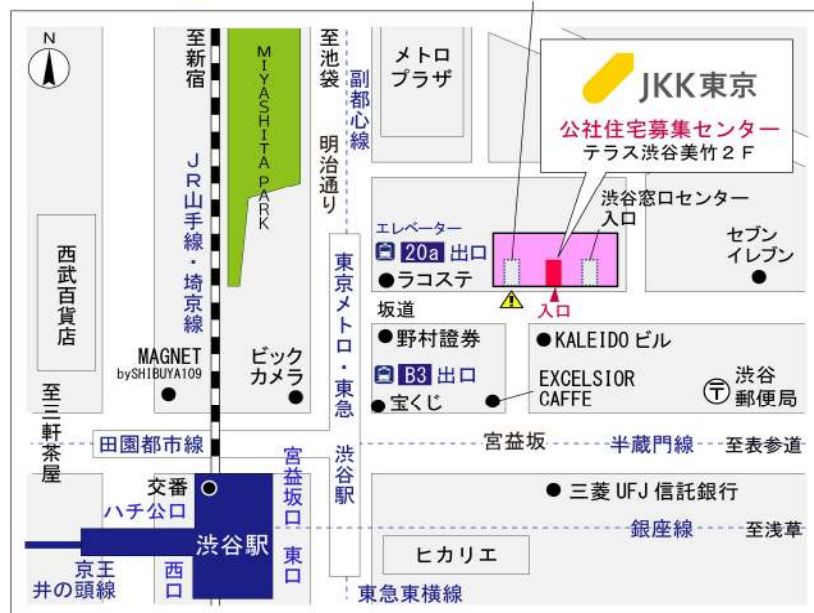 N
至新宿
MIYASHITA PARK
至池袋
明治通り
副都心線
メトロ
プラザ
JKK東京
公社住宅募集センター
テラス渋谷美竹２Ｆ
ＪＲ山手線・埼京線
西武百貨店
エレベーター
20a 出口
ラコステ
渋谷窓口センター
入口
セブン
イレブン
東京メトロ・東急
渋谷駅
坂道
入口
MAGNET
bySHIBUYA109
ビック
カメラ
野村證券
KALEIDO ビル
B3 出口
宝くじ
EXCELSIOR
CAFFE
〒
渋谷
郵便局
至三軒茶屋
田園都市線
宮益坂
半蔵門線
至表参道
交番
ハチ公口
宮益坂口
三菱 UFJ 信託銀行
渋谷駅
銀座線
至浅草
京王
井の頭線
西口
東口
ヒカリエ
東急東横線